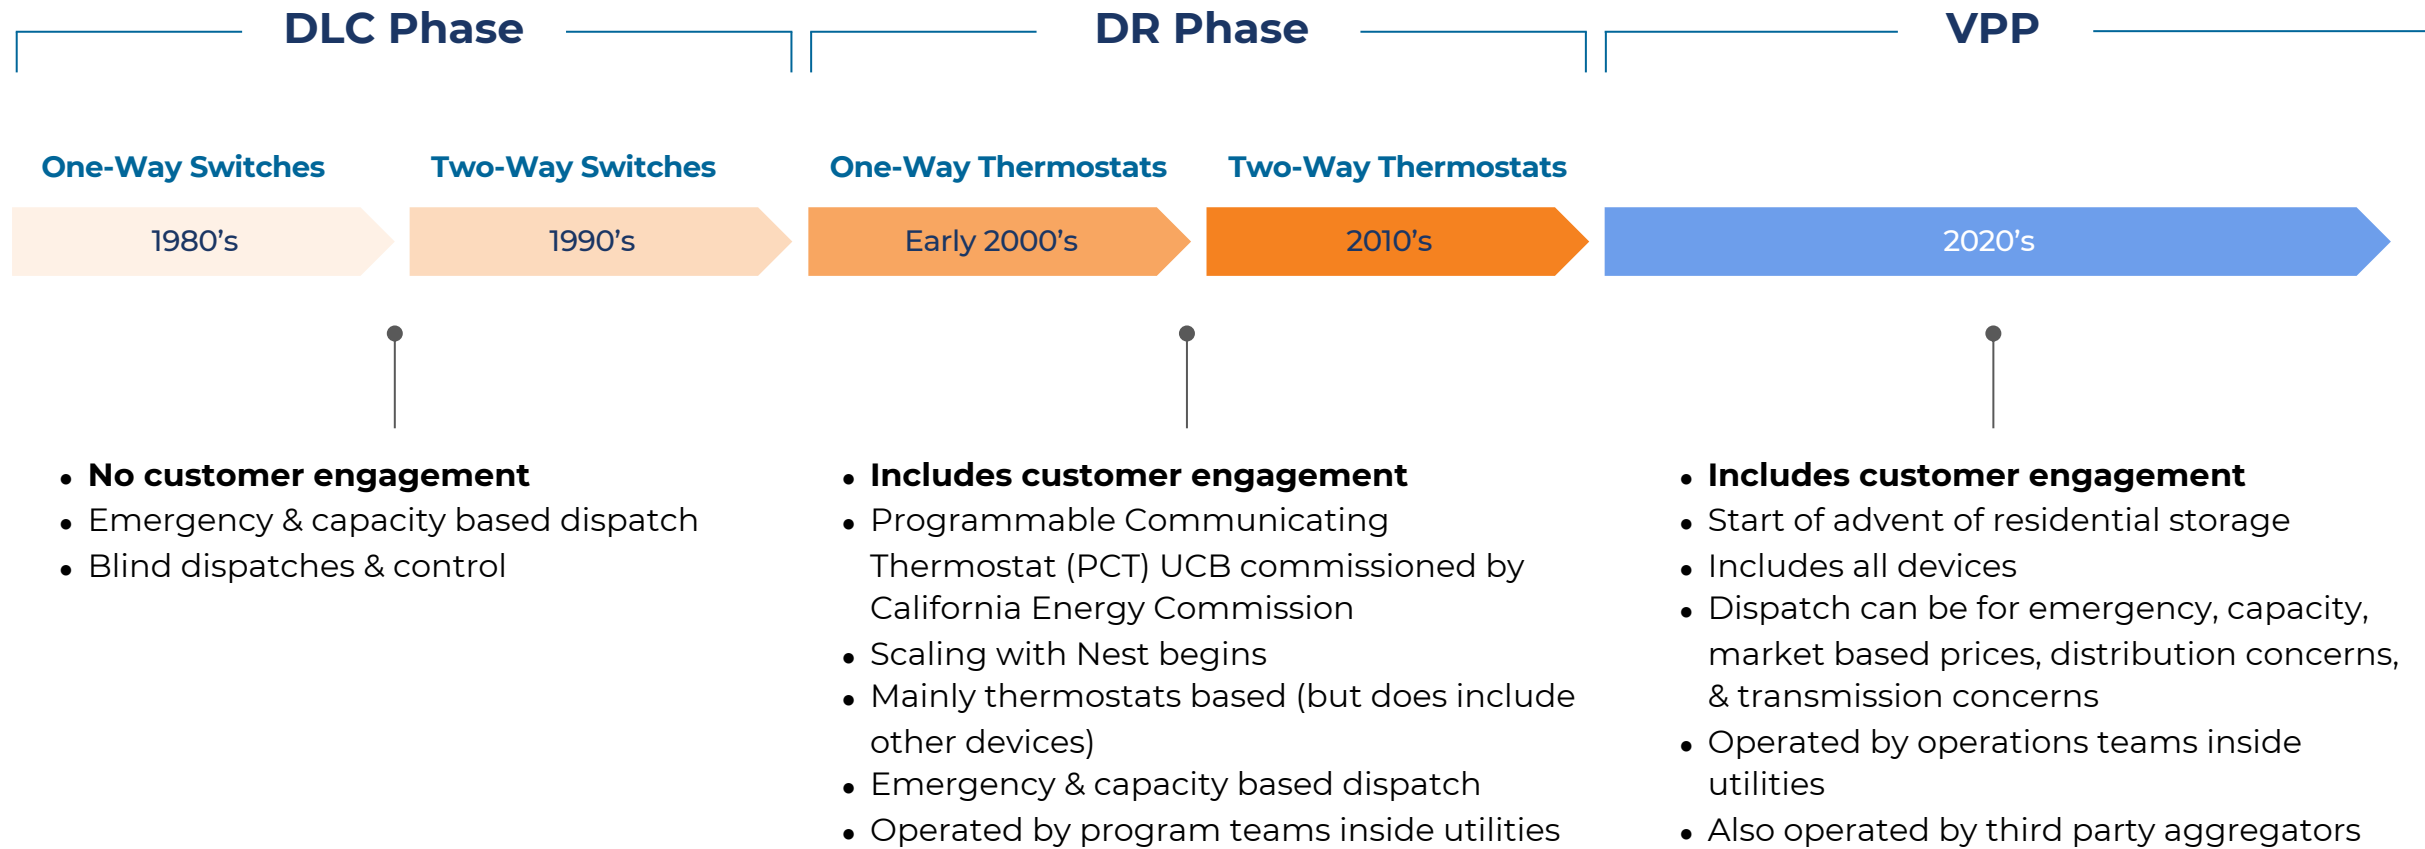 DLC Phase
DR Phase
VPP
One-Way Switches
Two-Way Switches
One-Way Thermostats
Two-Way Thermostats
1980's
1990's
Early 2000's
2010's
2020's
• No customer engagement
• Emergency & capacity based dispatch
• Blind dispatches & control
• Includes customer engagement
• Programmable Communicating
Thermostat (PCT) UCB commissioned by
California Energy Commission
• Scaling with Nest begins
• Mainly thermostats based (but does include
other devices)
• Emergency & capacity based dispatch
• Operated by program teams inside utilities
• Includes customer engagement
• Start of advent of residential storage
• Includes all devices
• Dispatch can be for emergency, capacity,
market based prices, distribution concerns,
& transmission concerns
• Operated by operations teams inside
utilities
• Also operated by third party aggregators